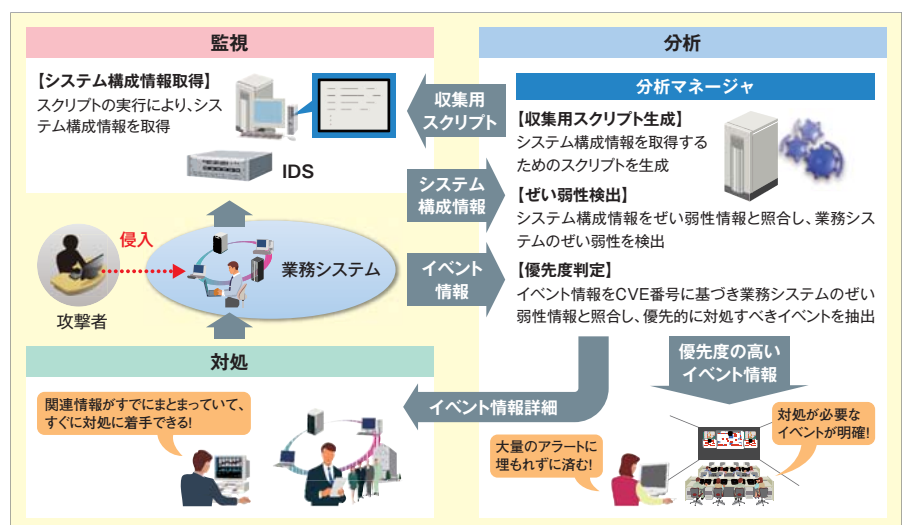 監視
【システム構成情報取得】
スクリプトの実行により、シス
テム構成情報を取得
IDS
収集用
スクリプト
システム
構成情報
イベント
情報
侵入
攻撃者
業務システム
分析
分析マネージャ
【収集用スクリプト生成】
システム構成情報を取得する
ためのスクリプトを生成
【ぜい弱性検出】
システム構成情報をぜい弱性情報と照合し、業務シス
テムのぜい弱性を検出
【優先度判定】
イベント情報をCVE番号に基づき業務システムのぜい
弱性情報と照合し、優先的に対処すべきイベントを抽出
対処
関連情報がすでにまとまっていて、
すぐに対処に着手できる!
イベント情報詳細
優先度の高い
イベント情報
大量のアラートに
埋もれずに済む!
対処が必要な
イベントが明確!